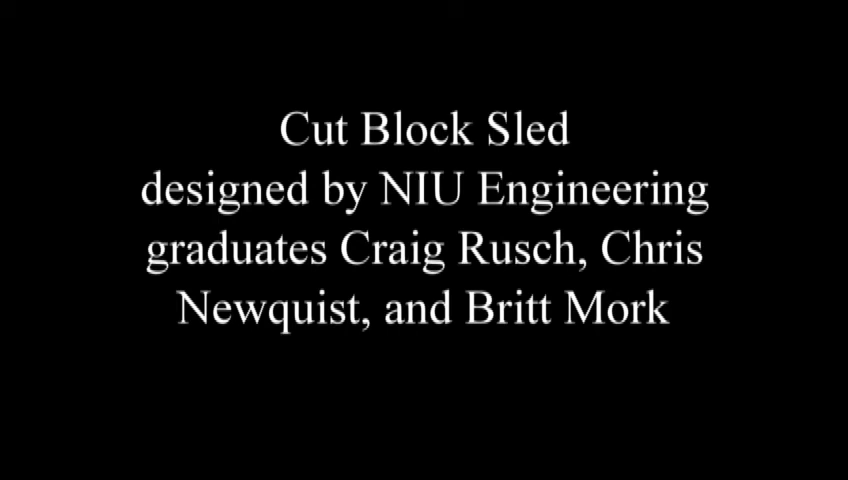 Cut Block Sled
designed by NIU Engineering
graduates Craig Rusch, Chris
Newquist, and Britt Mork